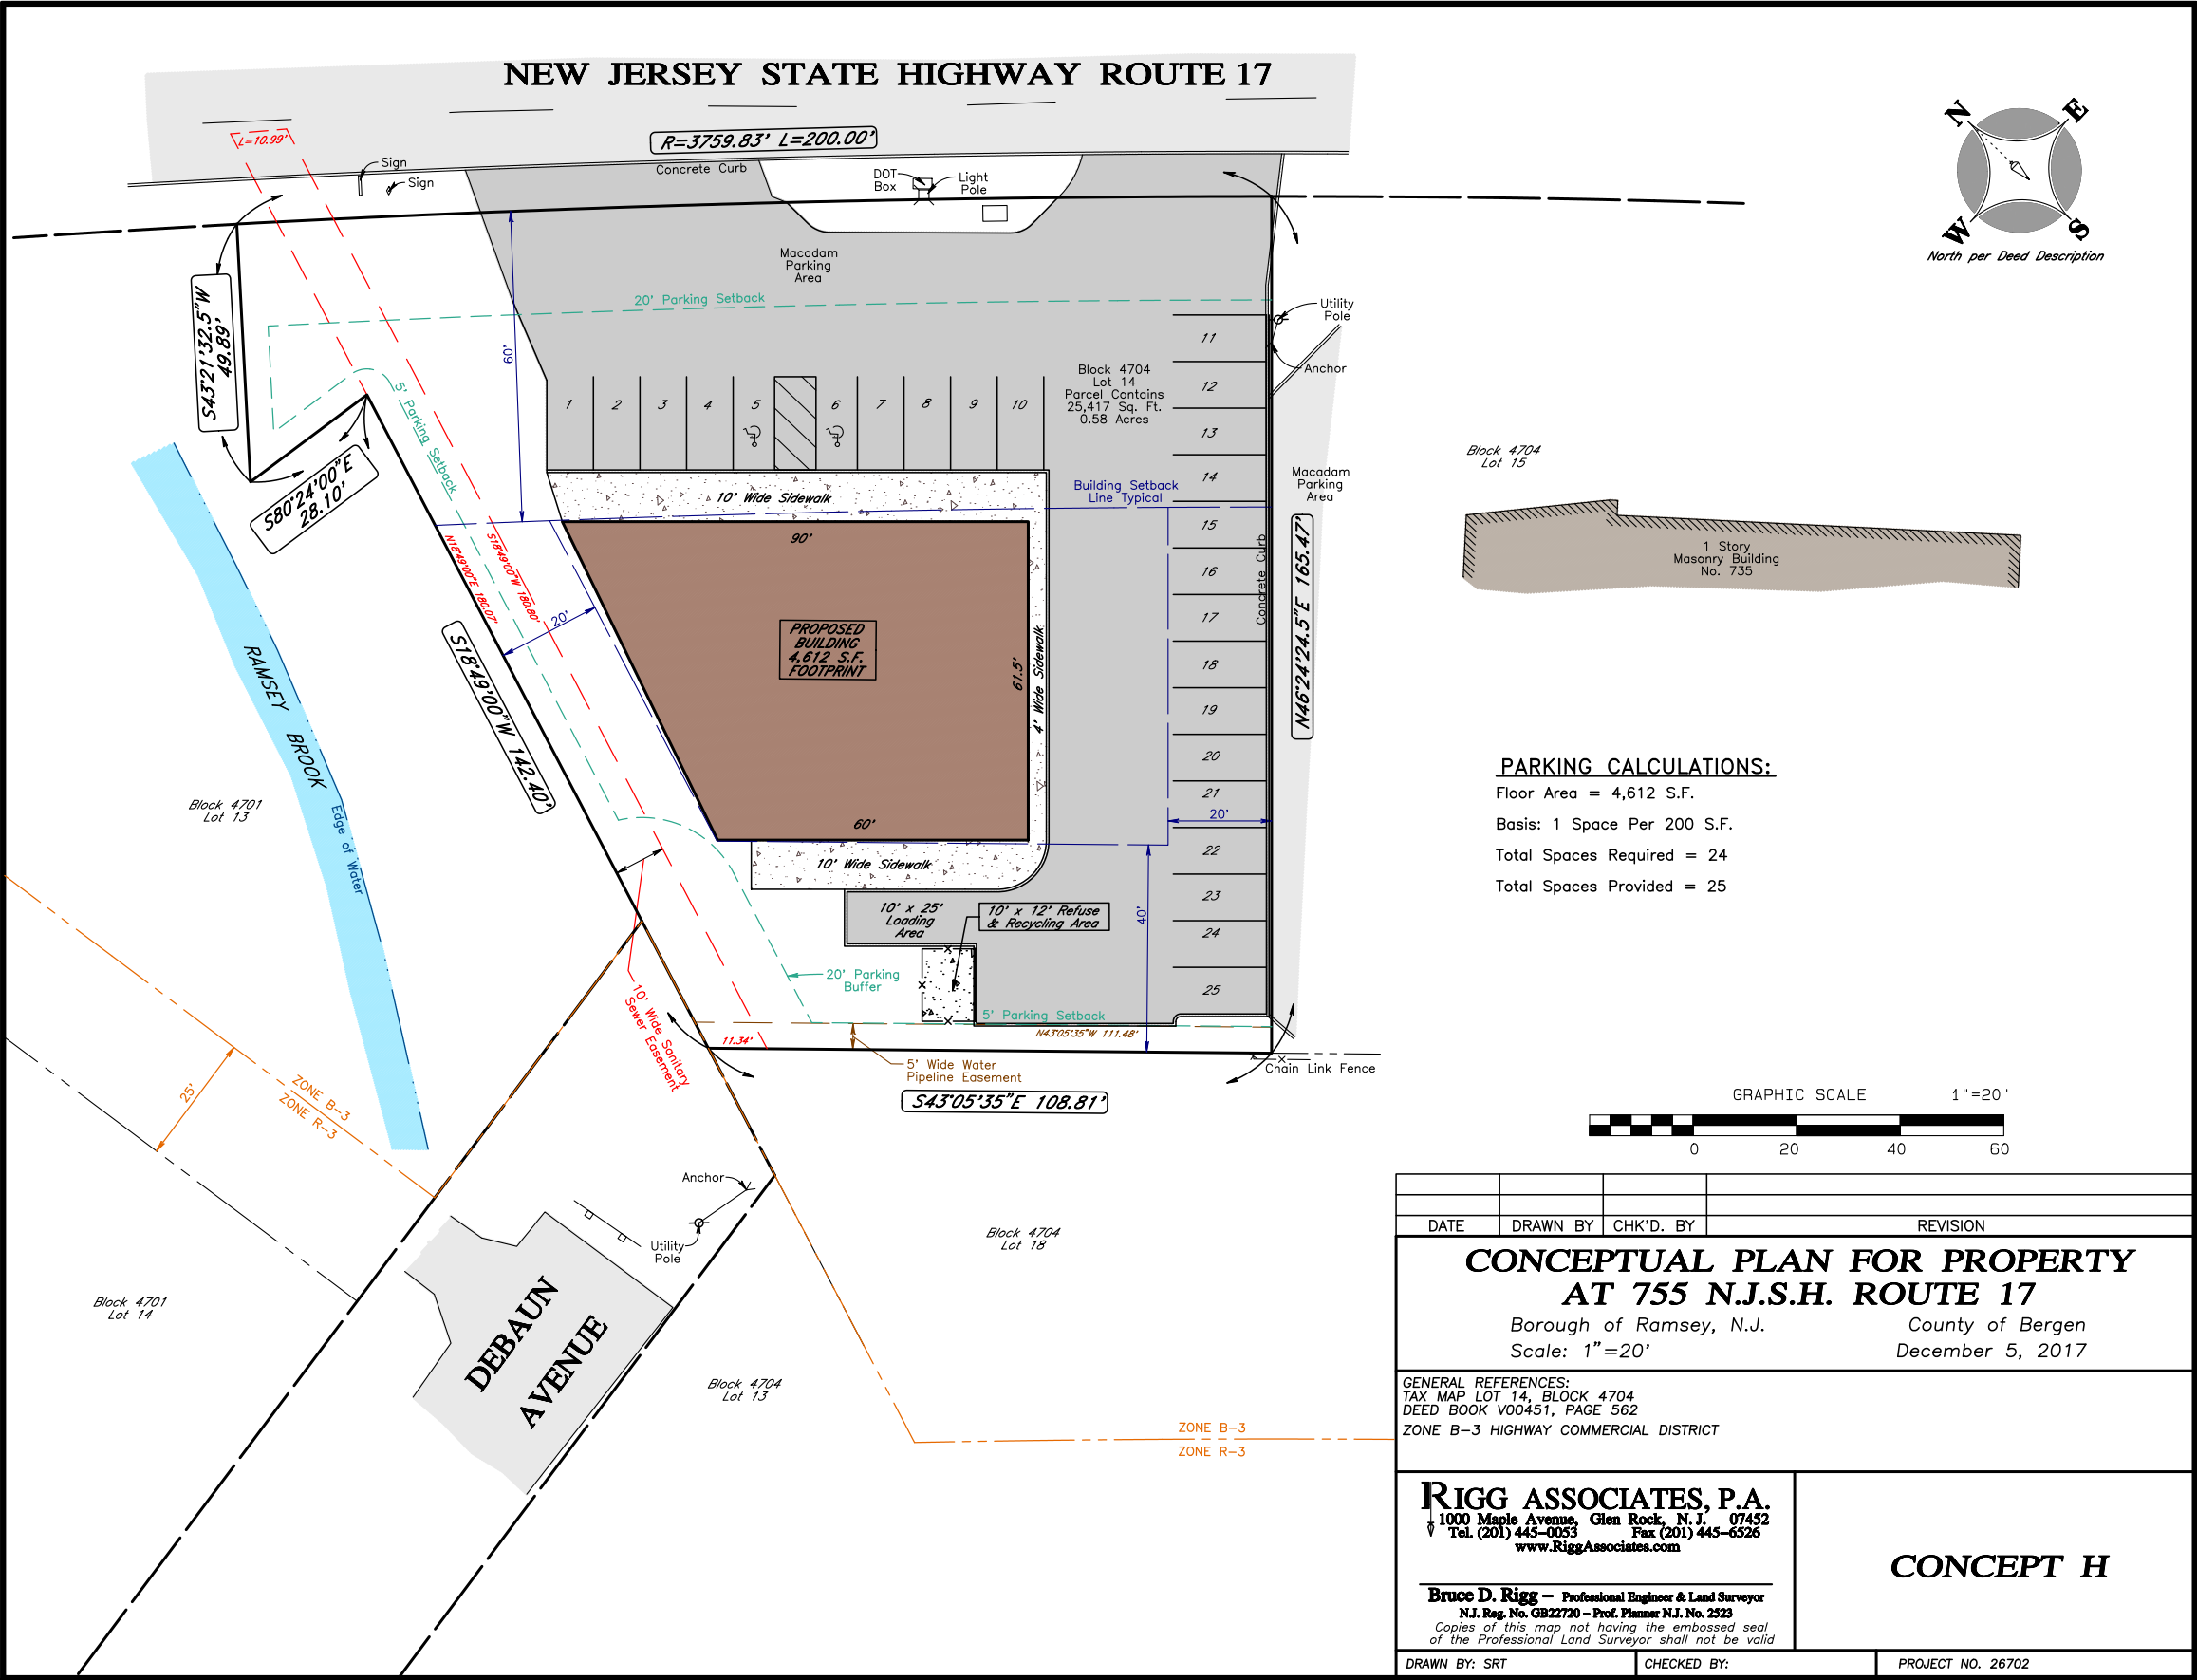 NEW JERSEY STATE HIGHWAY ROUTE 17
L=10.99'
R=3759.83' L=200.00'
Concrete Curb
Sign
Sign
DOT
Box
Light
Pole
N
E
W
S
North per Deed Description
Macadam
Parking
Area
20' Parking Setback
S43°21'32.5"W
49.89'
60'
5' Parking Setback
S80°24'00"E
28.10'
Utility
Pole
Anchor
1
2
3
4
5
6
7
8
9
10
Block 4704
Lot 14
Parcel Contains
25,417 Sq. Ft.
0.58 Acres
11
12
13
14
15
16
17
18
19
20
21
22
23
24
25
Macadam
Parking
Area
Block 4704
Lot 15
1 Story
Masonry Building
No. 735
10' Wide Sidewalk
Building Setback
Line Typical
90'
N18°49'00"E 180.07'
S18°49'00"W 180.80'
20'
PROPOSED
BUILDING
4,612 S.F.
FOOTPRINT
61.5'
4' Wide Sidewalk
Concrete Curb
N46°24'24.5"E 165.47'
S18°49'00"W 142.40'
RAMSEY BROOK
Edge of Water
Block 4701
Lot 13
60'
10' Wide Sidewalk
20'
40'
10' x 25'
Loading
Area
10' x 12' Refuse
& Recycling Area
20' Parking
Buffer
5' Parking Setback
N43°05'35"W 111.48'
11.34'
10' Wide Sanitary
Sewer Easement
5' Wide Water
Pipeline Easement
S43°05'35"E 108.81'
Chain Link Fence
PARKING CALCULATIONS:
Floor Area = 4,612 S.F.
Basis: 1 Space Per 200 S.F.
Total Spaces Required = 24
Total Spaces Provided = 25
25'
ZONE B-3
ZONE R-3
Anchor
Utility
Pole
Block 4704
Lot 18
Block 4701
Lot 14
DEBAUN
AVENUE
Block 4704
Lot 13
ZONE B-3
ZONE R-3
GRAPHIC SCALE 1"=20'
0 20 40 60
DATE DRAWN BY CHK'D. BY REVISION
CONCEPTUAL PLAN FOR PROPERTY
AT 755 N.J.S.H. ROUTE 17
Borough of Ramsey, N.J. County of Bergen
Scale: 1"=20' December 5, 2017
GENERAL REFERENCES:
TAX MAP LOT 14, BLOCK 4704
DEED BOOK V00451, PAGE 562
ZONE B-3 HIGHWAY COMMERCIAL DISTRICT
RIGG ASSOCIATES, P.A.
1000 Maple Avenue, Glen Rock, N.J. 07452
Tel. (201) 445-0053 Fax (201) 445-6526
www.RiggAssociates.com
Bruce D. Rigg - Professional Engineer & Land Surveyor
N.J. Reg. No. GB22720 - Prof. Planner N.J. No. 2523
Copies of this map not having the embossed seal
of the Professional Land Surveyor shall not be valid
CONCEPT H
DRAWN BY: SRT CHECKED BY: PROJECT NO. 26702